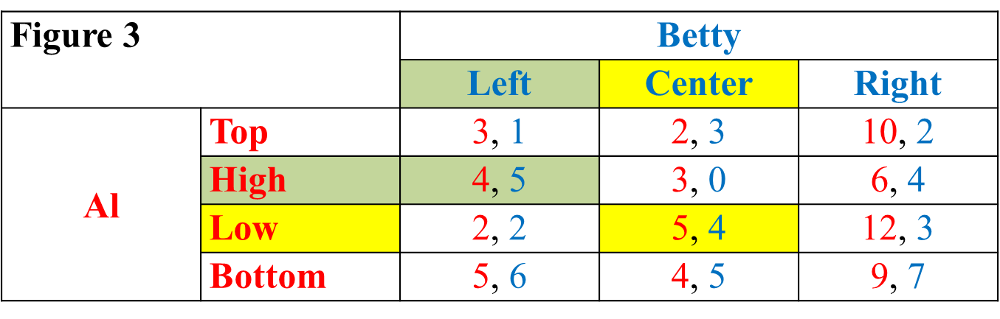 Figure 3 Betty
Left Center Right
Top 3, 1 2, 3 10, 2
High 4, 5 3, 0 6, 4
Al
Low 2, 2 5, 4 12, 3
Bottom 5, 6 4, 5 9, 7